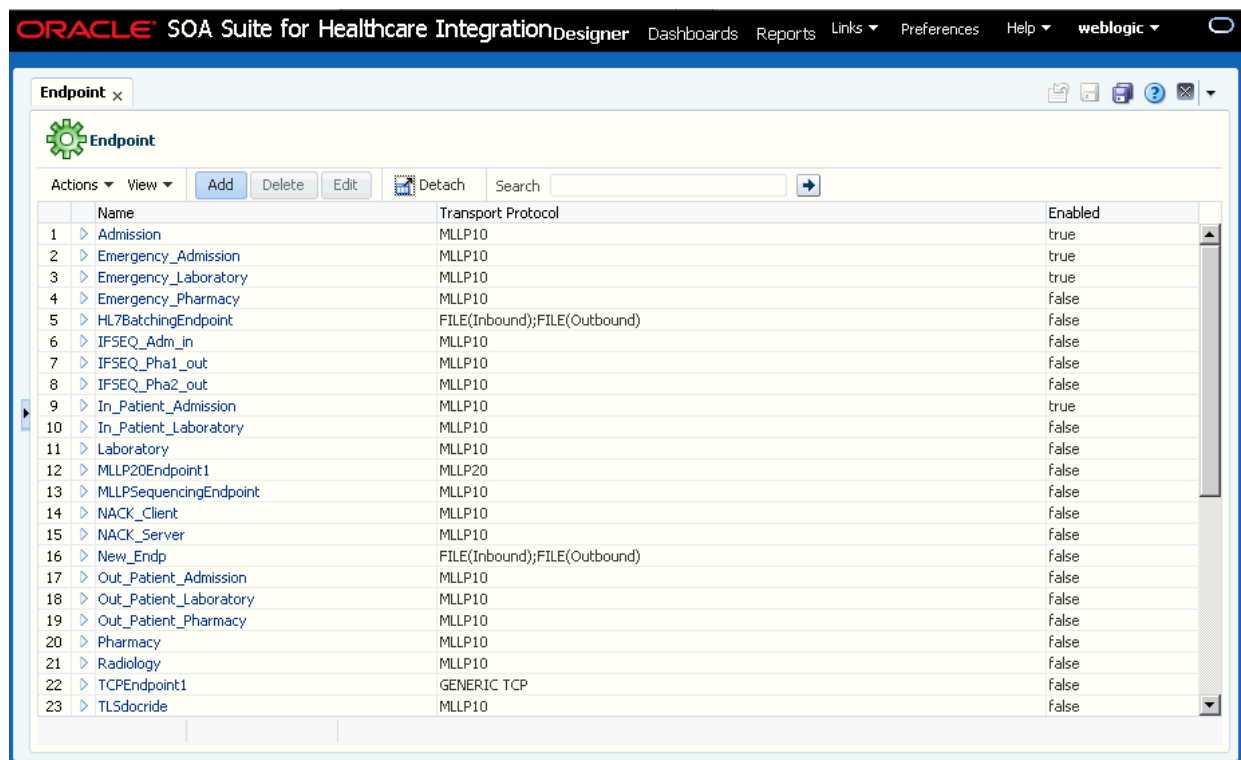 ORACLE SOA Suite for Healthcare Integration Designer Dashboards Reports Links Preferences Help weblogic
Endpoint x
Endpoint
Actions View Add Delete Edit Detach Search
Name Transport Protocol Enabled
1 Admission MLLP10 true
2 Emergency_Admission MLLP10 true
3 Emergency_Laboratory MLLP10 true
4 Emergency_Pharmacy MLLP10 false
5 HL7BatchingEndpoint FILE(Inbound);FILE(Outbound) false
6 IFSEQ_Adm_in MLLP10 false
7 IFSEQ_Pha1_out MLLP10 false
8 IFSEQ_Pha2_out MLLP10 false
9 In_Patient_Admission MLLP10 true
10 In_Patient_Laboratory MLLP10 false
11 Laboratory MLLP10 false
12 MLLP20Endpoint1 MLLP20 false
13 MLLPSequencingEndpoint MLLP10 false
14 NACK_Client MLLP10 false
15 NACK_Server MLLP10 false
16 New_Endp FILE(Inbound);FILE(Outbound) false
17 Out_Patient_Admission MLLP10 false
18 Out_Patient_Laboratory MLLP10 false
19 Out_Patient_Pharmacy MLLP10 false
20 Pharmacy MLLP10 false
21 Radiology MLLP10 false
22 TCPEndpoint1 GENERIC TCP false
23 TLSdocride MLLP10 false